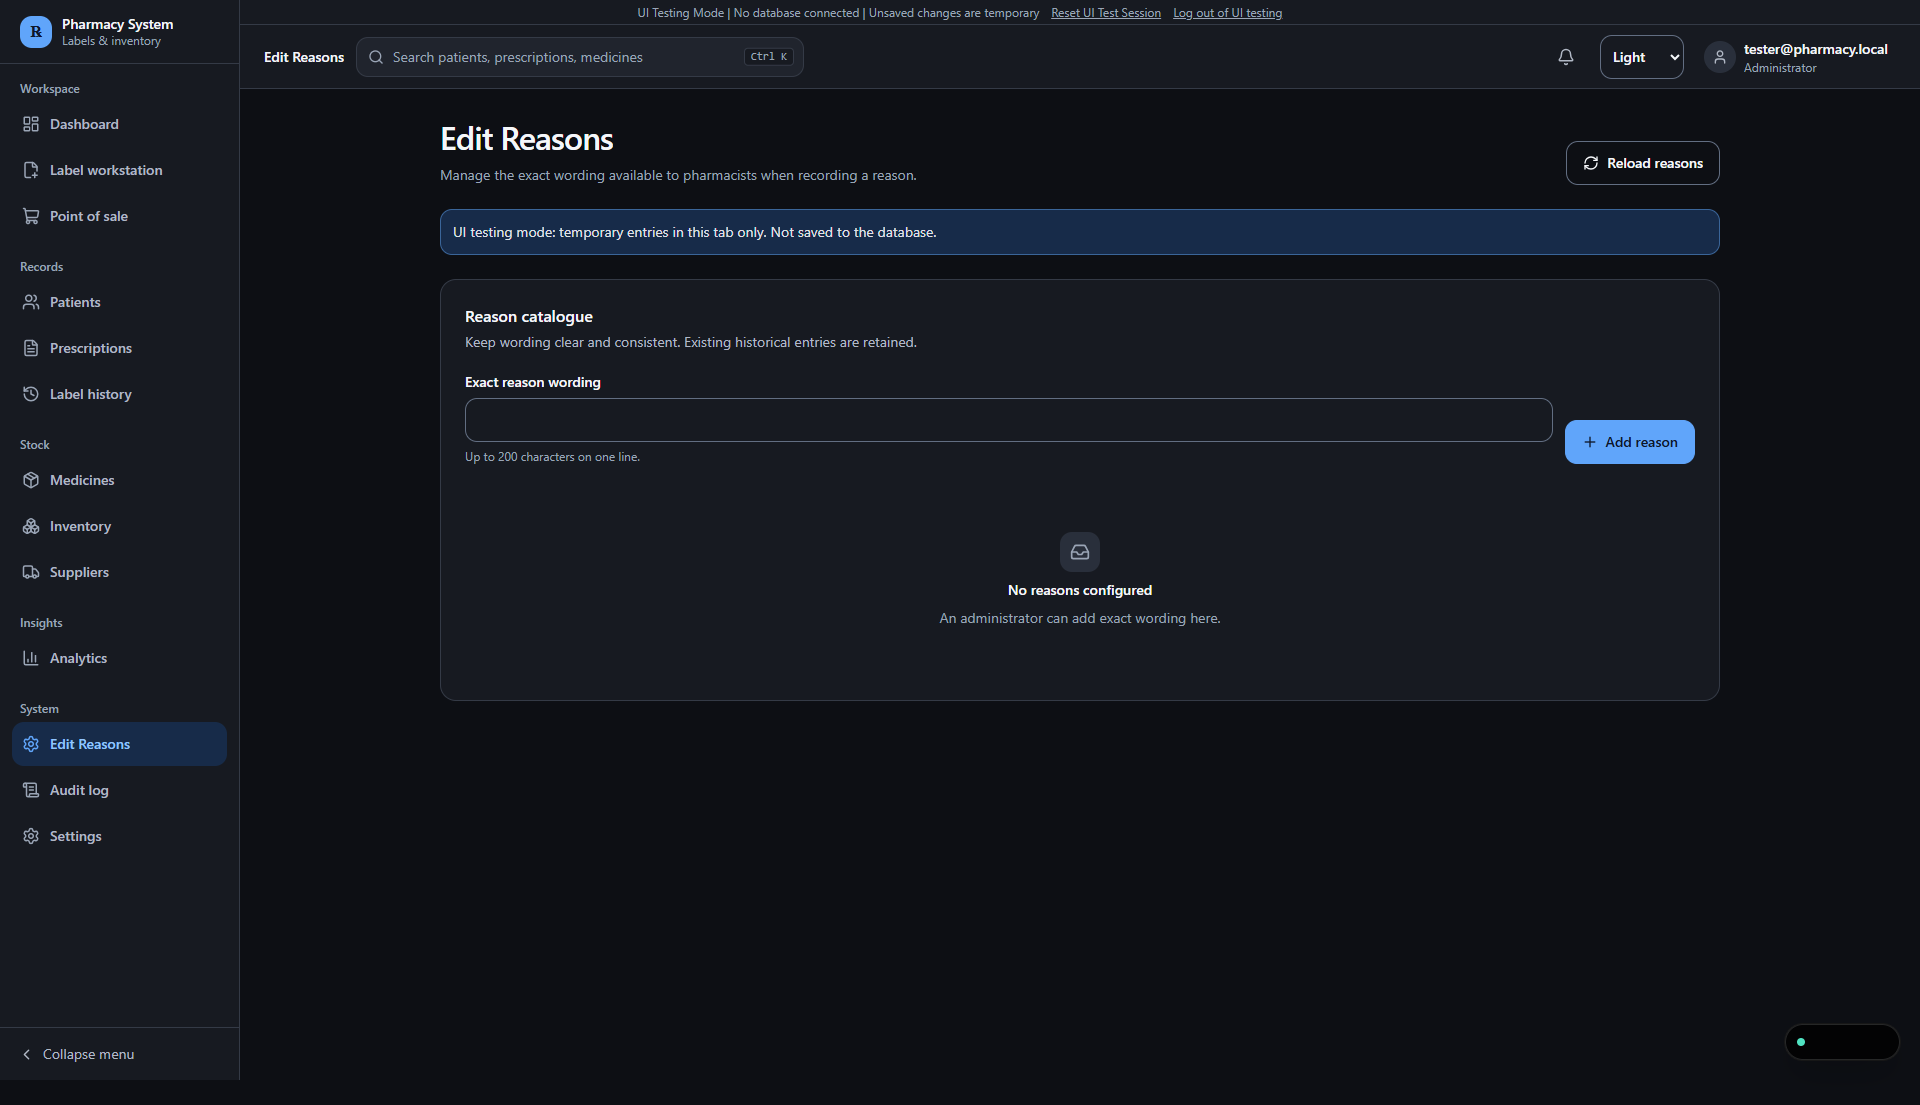 UI Testing Mode | No database connected | Unsaved changes are temporary Reset UI Test Session Log out of UI testing
R
Pharmacy System
Labels & inventory
Workspace
Dashboard
Label workstation
Point of sale
Records
Patients
Prescriptions
Label history
Stock
Medicines
Inventory
Suppliers
Insights
Analytics
System
Edit Reasons
Audit log
Settings
Collapse menu
Edit Reasons
Search patients, prescriptions, medicines
Ctrl K
Light
tester@pharmacy.local
Administrator
Edit Reasons
Manage the exact wording available to pharmacists when recording a reason.
Reload reasons
UI testing mode: temporary entries in this tab only. Not saved to the database.
Reason catalogue
Keep wording clear and consistent. Existing historical entries are retained.
Exact reason wording
Up to 200 characters on one line.
Add reason
No reasons configured
An administrator can add exact wording here.